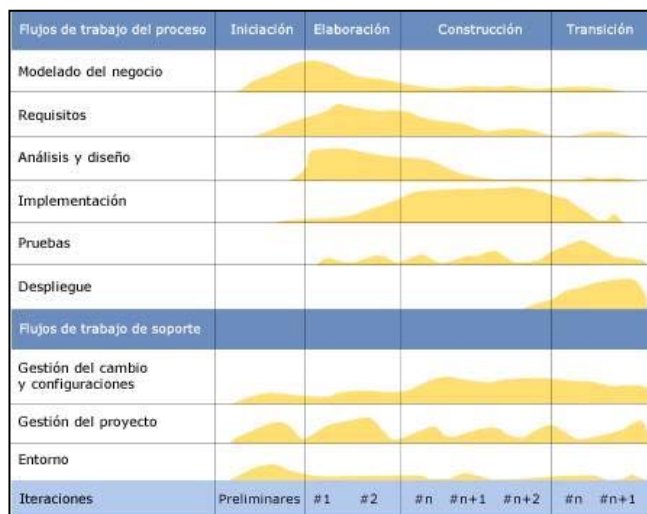 Flujos de trabajo del proceso Iniciación Elaboración Construcción Transición
Modelado del negocio
Requisitos
Análisis y diseño
Implementación
Pruebas
Despliegue
Flujos de trabajo de soporte
Gestión del cambio
y configuraciones
Gestión del proyecto
Entorno
Iteraciones Preliminares #1 #2 #n #n+1 #n+2 #n #n+1